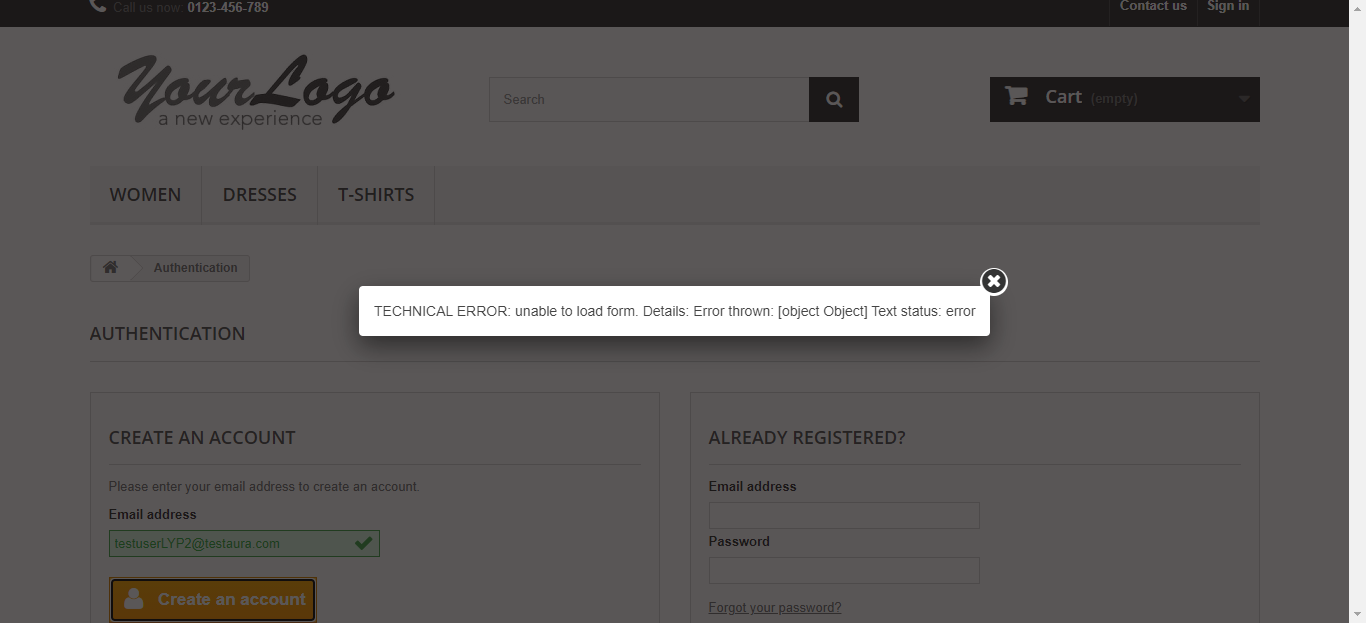 Call us now: 0123-456-789
Contact us
Sign in
YourLogo
a new experience
Search
Cart (empty)
WOMEN
DRESSES
T-SHIRTS
Authentication
TECHNICAL ERROR: unable to load form. Details: Error thrown: [object Object] Text status: error
AUTHENTICATION
CREATE AN ACCOUNT
Please enter your email address to create an account.
Email address
testuserLYP2@testaura.com
Create an account
ALREADY REGISTERED?
Email address
Password
Forgot your password?